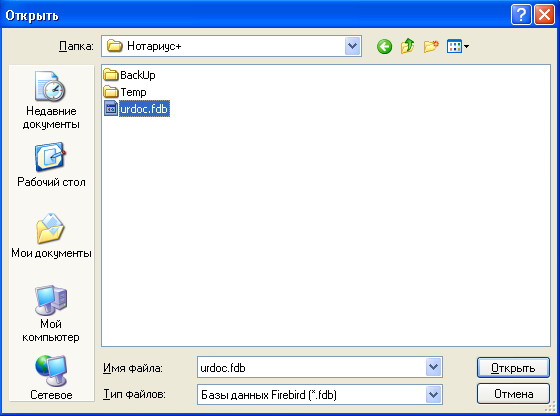 Открыть
Папка: Нотариус+
BackUp
Temp
urdoc.fdb
Недавние документы
Рабочий стол
Мои документы
Мой компьютер
Сетевое
Имя файла: urdoc.fdb Открыть
Тип файлов: Базы данных Firebird (*.fdb) Отмена